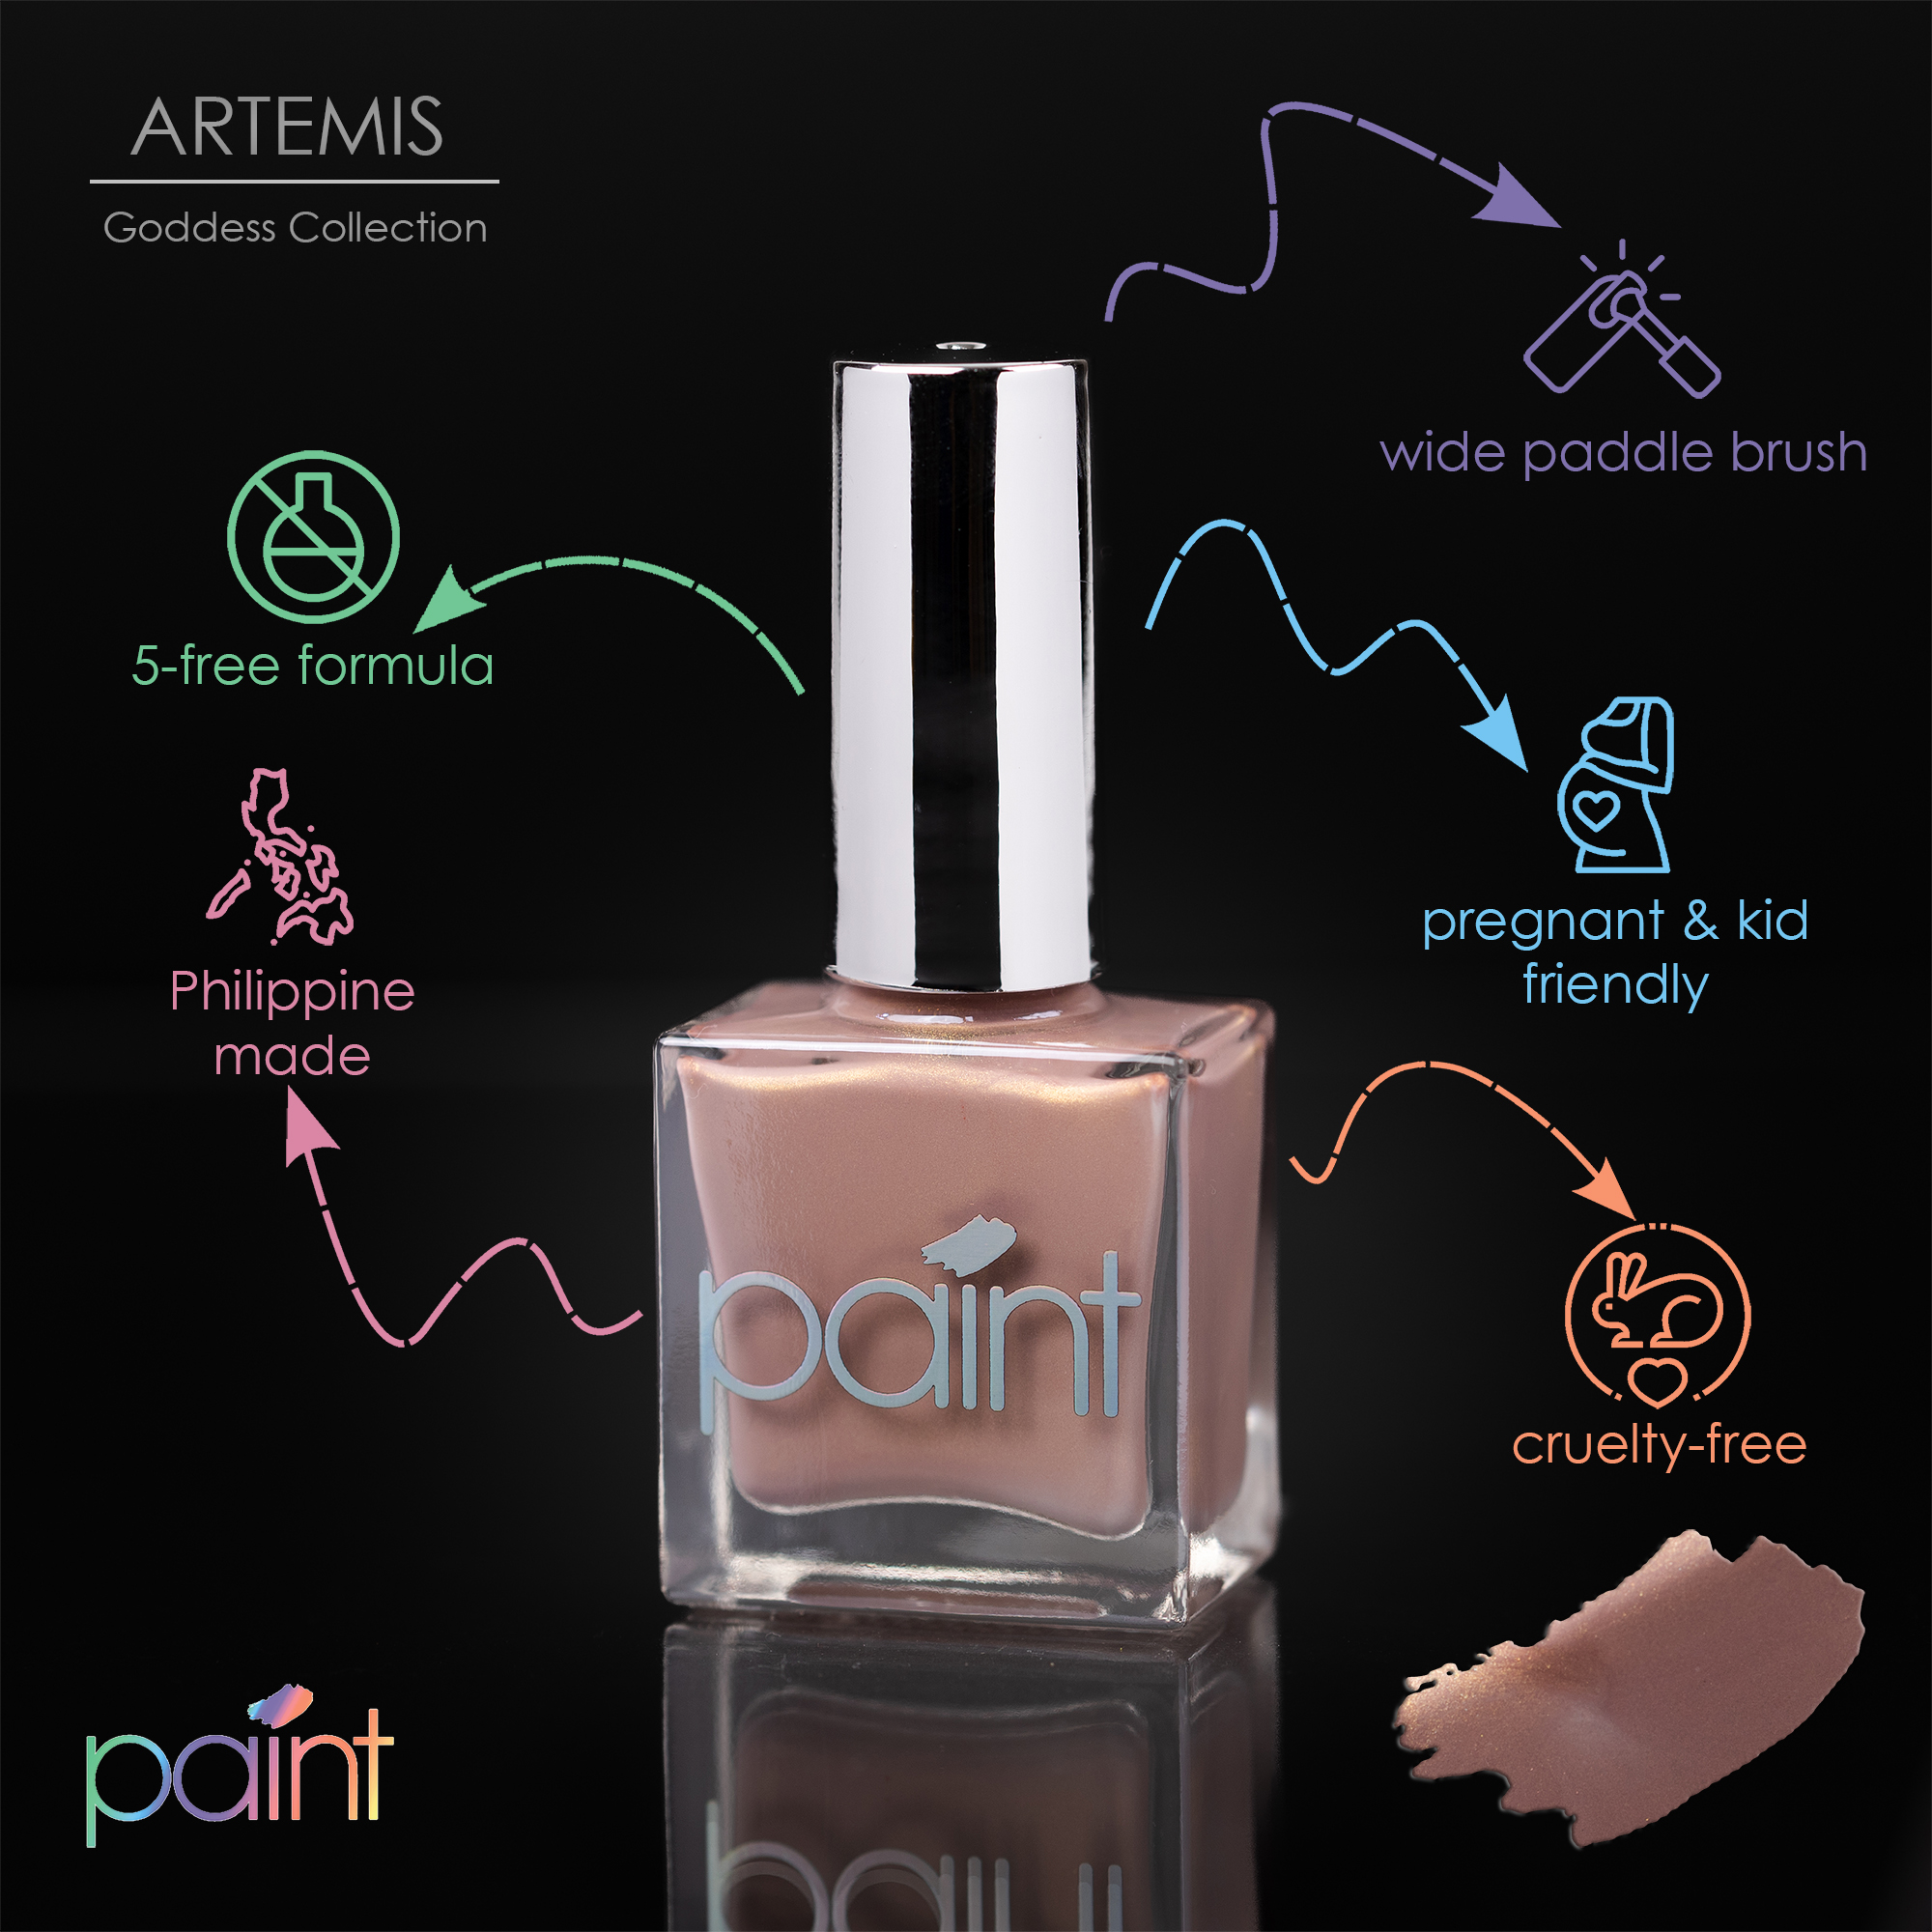 ARTEMIS
Goddess Collection
wide paddle brush
5-free formula
pregnant & kid
friendly
Philippine
made
paint
cruelty-free
paint